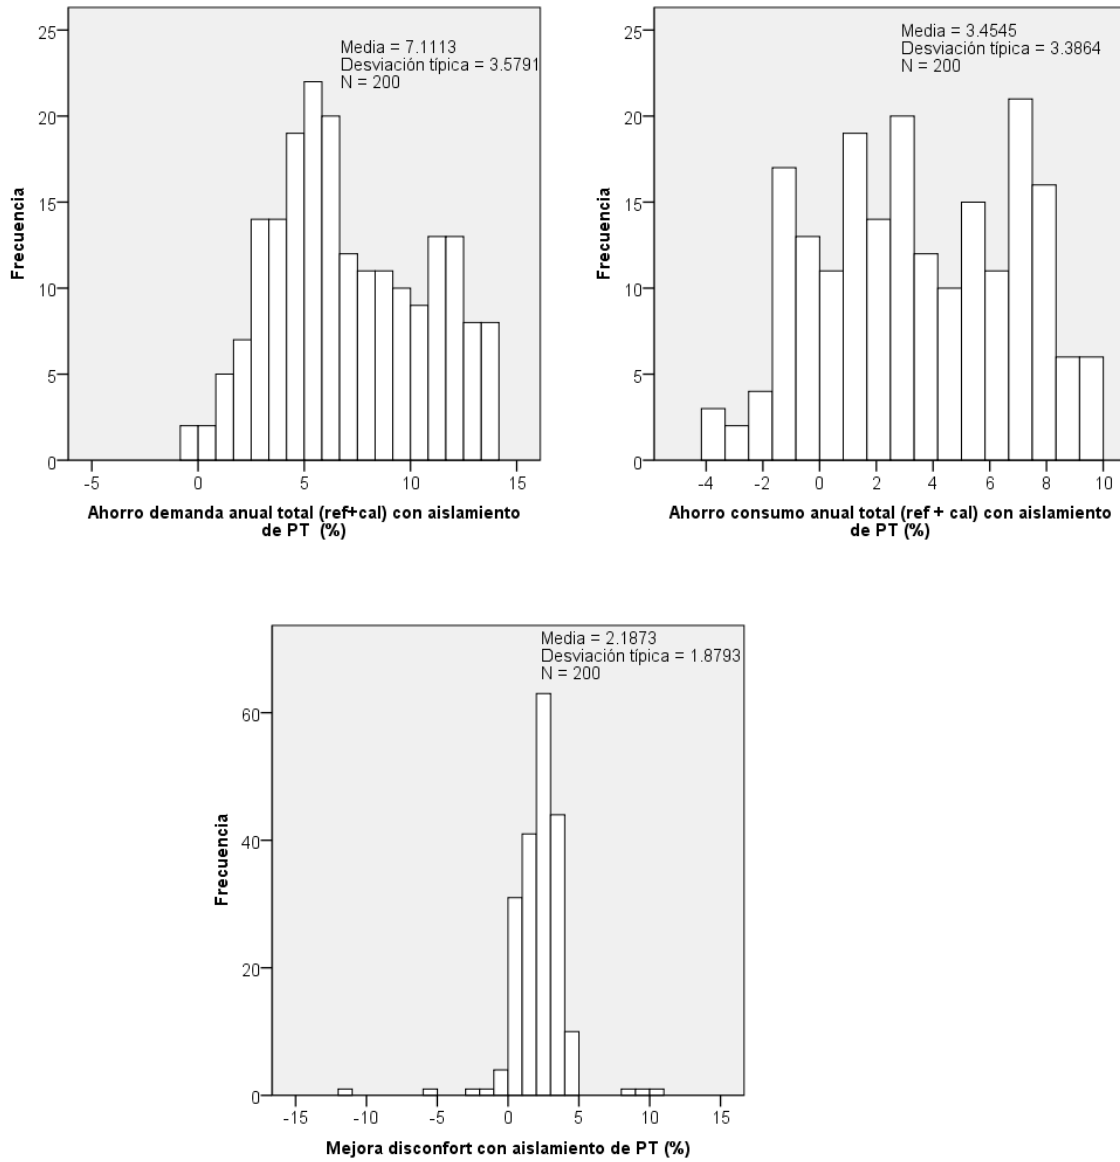 Media = 7.1113
Desviación típica = 3.5791
N = 200
Frecuencia
25
20
15
10
5
0
-5 0 5 10 15
Ahorro demanda anual total (ref+cal) con aislamiento
de PT (%)
Media = 3.4545
Desviación típica = 3.3864
N = 200
Frecuencia
25
20
15
10
5
0
-4 -2 0 2 4 6 8 10
Ahorro consumo anual total (ref + cal) con aislamiento
de PT (%)
Media = 2.1873
Desviación típica = 1.8793
N = 200
Frecuencia
60
40
20
0
-15 -10 -5 0 5 10 15
Mejora disconfort con aislamiento de PT (%)